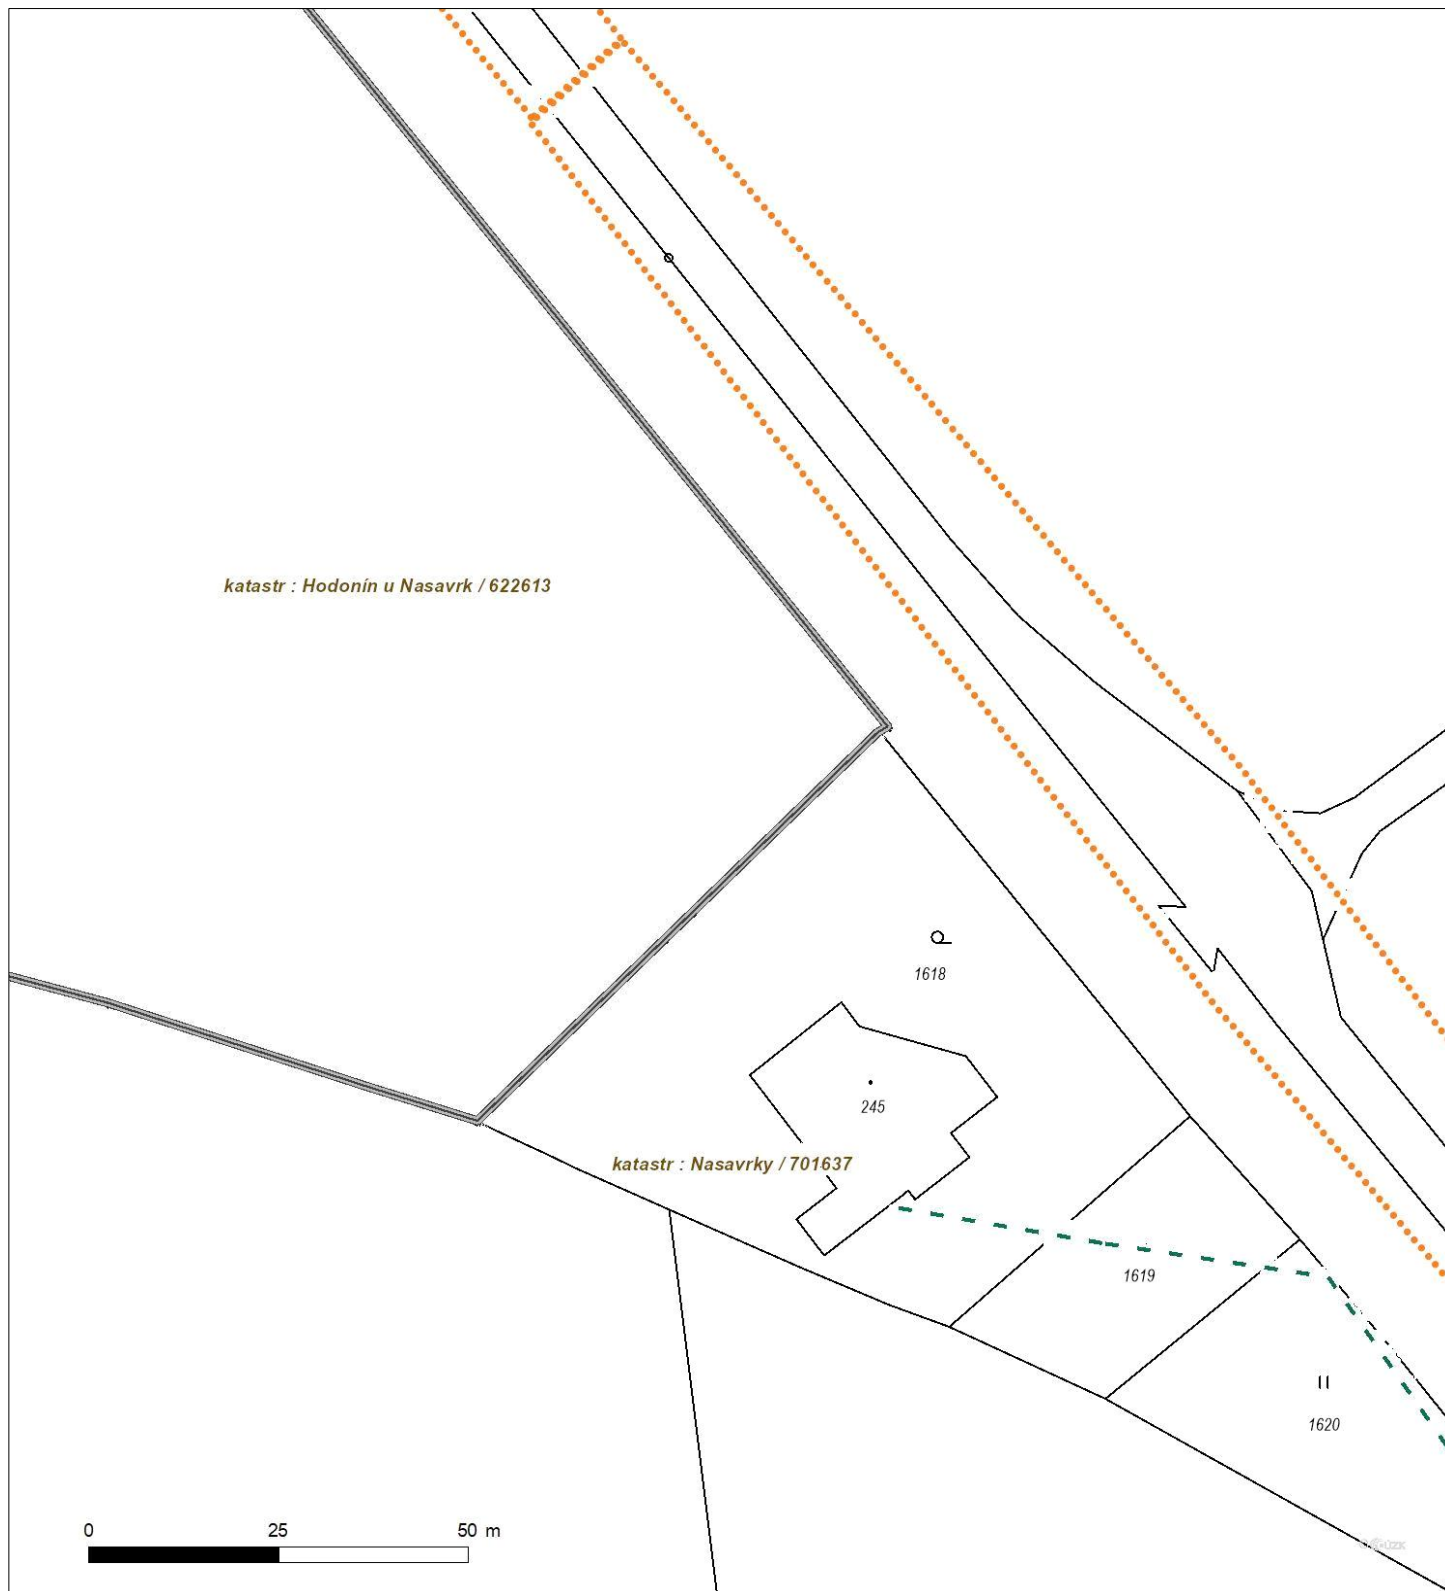 katastr : Hodonín u Nasavrk / 622613
1618
245
katastr : Nasavrky / 701637
1619
1620
0 25 50 m